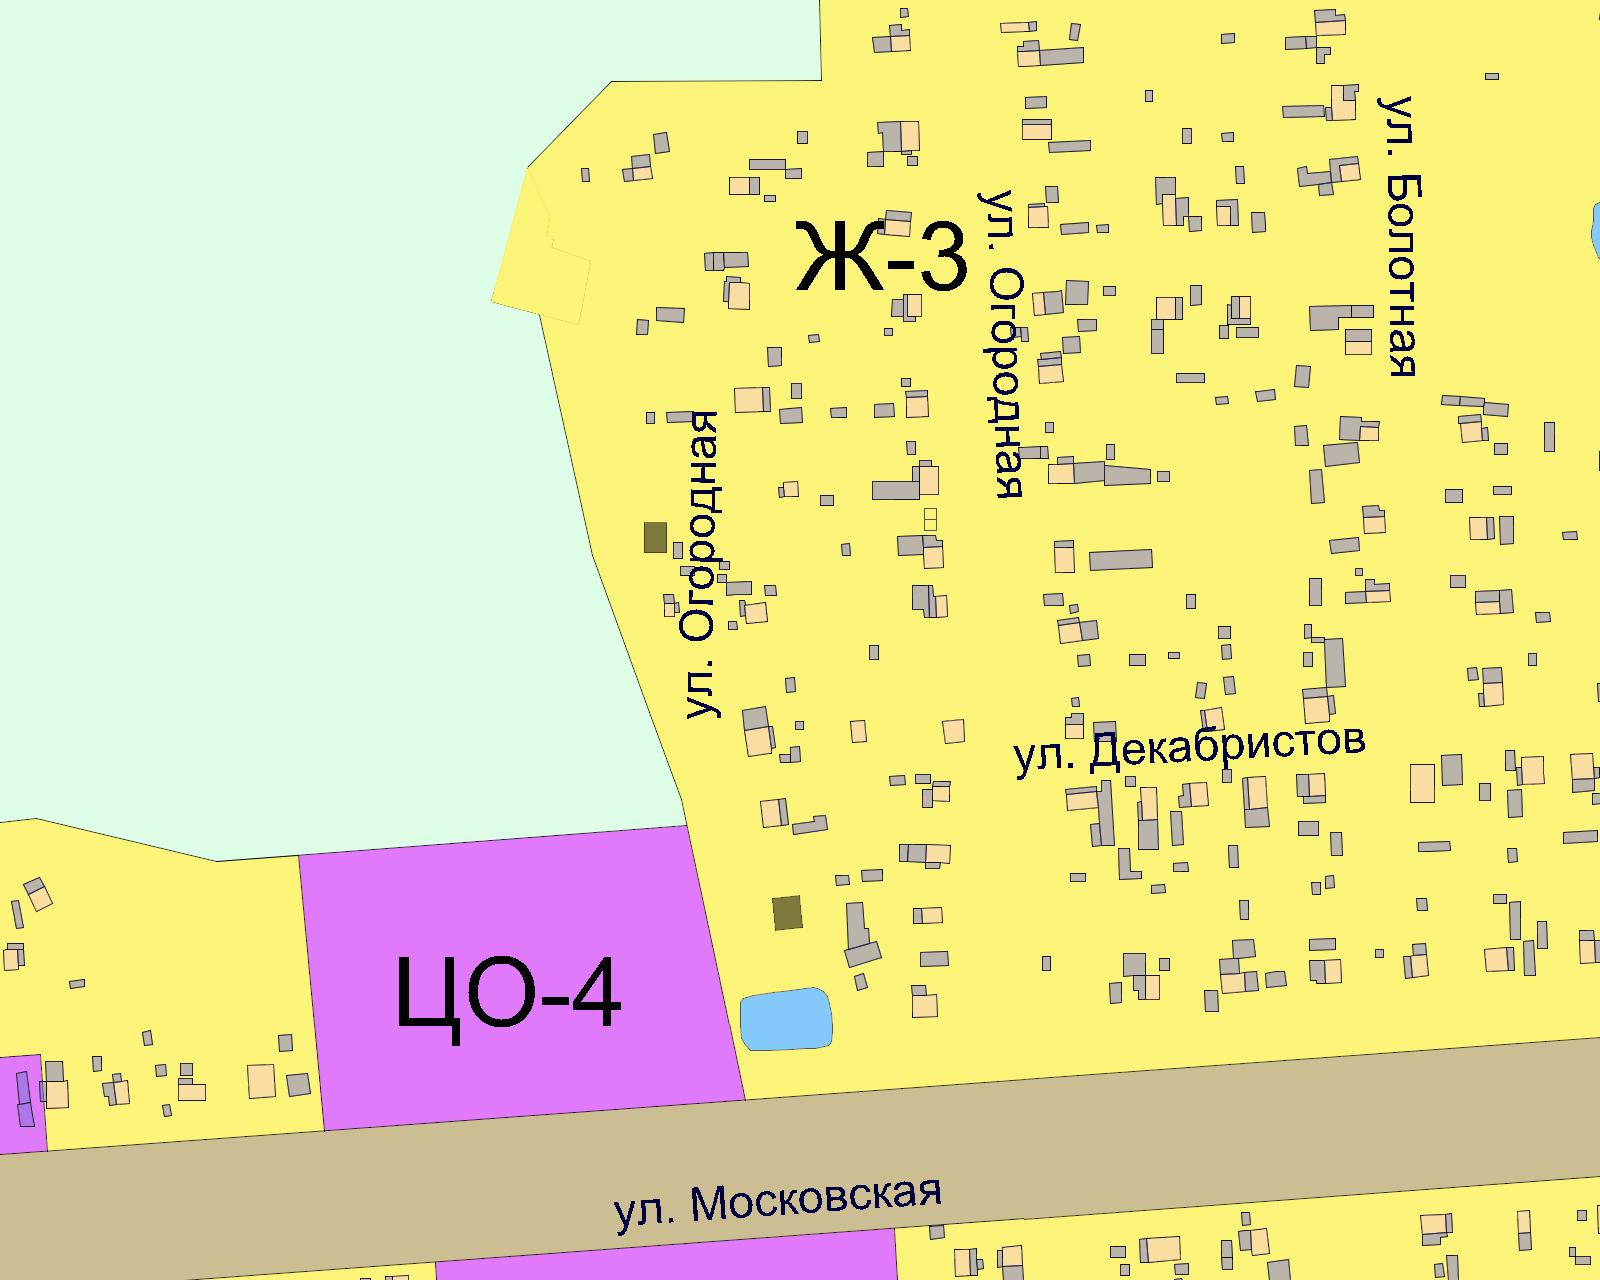 ул. Болотная
Ж-3
ул. Огородная
ул. Огородная
ул. Декабристов
ЦО-4
ул. Московская